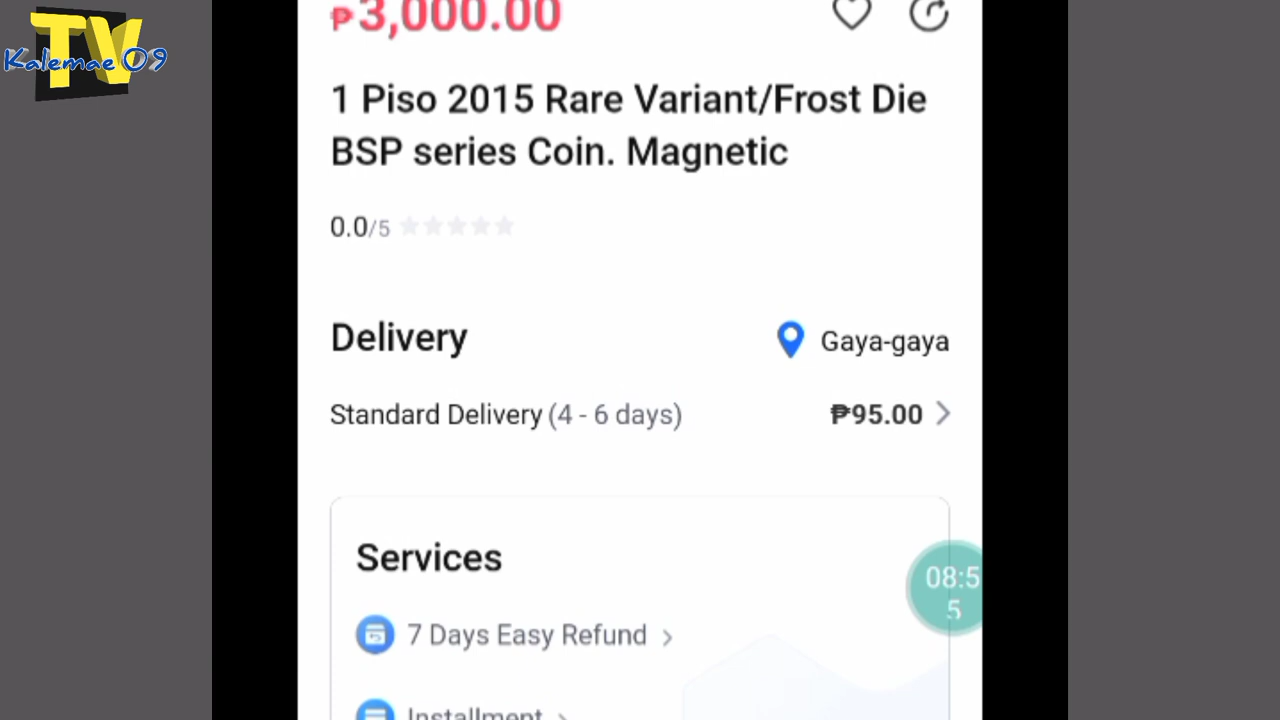 TV
Kalemae 09
₱3,000.00
1 Piso 2015 Rare Variant/Frost Die
BSP series Coin. Magnetic
0.0/5
Delivery
Gaya-gaya
Standard Delivery (4 - 6 days)
₱95.00
Services
08:5
5
7 Days Easy Refund
Installment